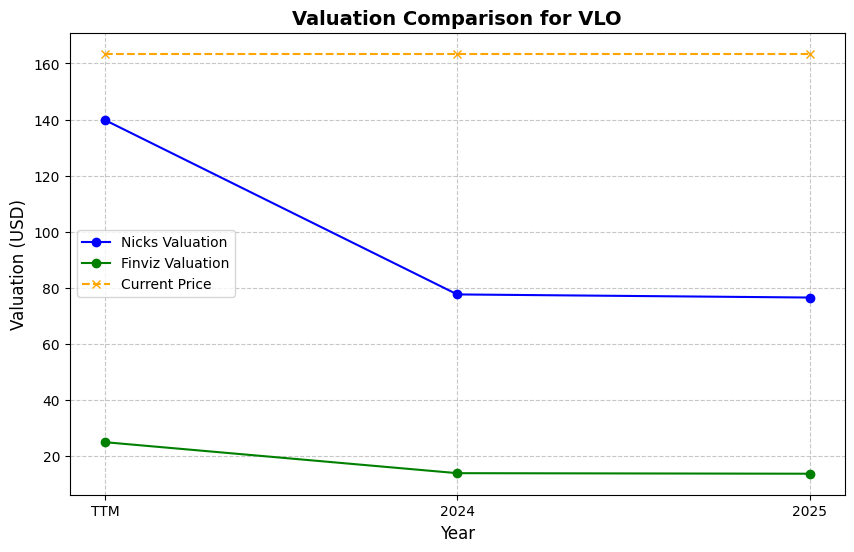 Valuation Comparison for VLO
Valuation (USD)
160
140
120
100
80
60
40
20
Nicks Valuation
Finviz Valuation
Current Price
TTM
2024
2025
Year